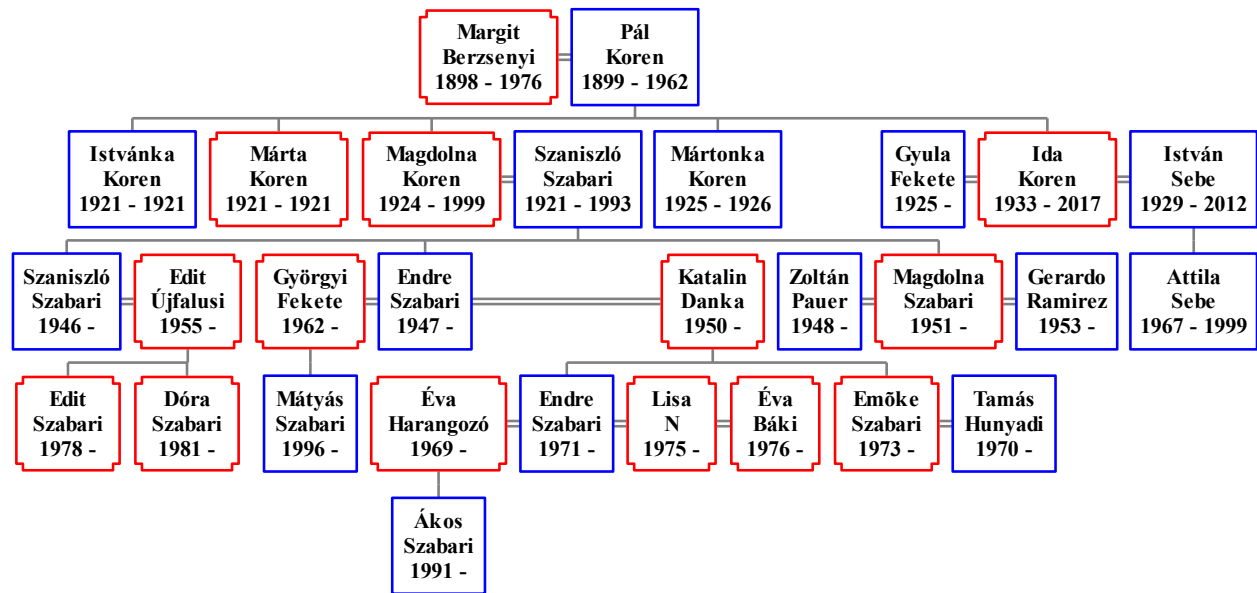 Margit
Berzsenyi
1898 - 1976
Pál
Koren
1899 - 1962
Istvánka
Koren
1921 - 1921
Márta
Koren
1921 - 1921
Magdolna
Koren
1924 - 1999
Szaniszló
Szabari
1921 - 1993
Mártonka
Koren
1925 - 1926
Gyula
Fekete
1925 -
Ida
Koren
1933 - 2017
István
Sebe
1929 - 2012
Szaniszló
Szabari
1946 -
Edit
Újfalusi
1955 -
Györgyi
Fekete
1962 -
Endre
Szabari
1947 -
Katalin
Danka
1950 -
Zoltán
Pauer
1948 -
Magdolna
Szabari
1951 -
Gerardo
Ramirez
1953 -
Attila
Sebe
1967 - 1999
Edit
Szabari
1978 -
Dóra
Szabari
1981 -
Mátyás
Szabari
1996 -
Éva
Harangozó
1969 -
Endre
Szabari
1971 -
Lisa
N
1975 -
Éva
Báki
1976 -
Emõke
Szabari
1973 -
Tamás
Hunyadi
1970 -
Ákos
Szabari
1991 -